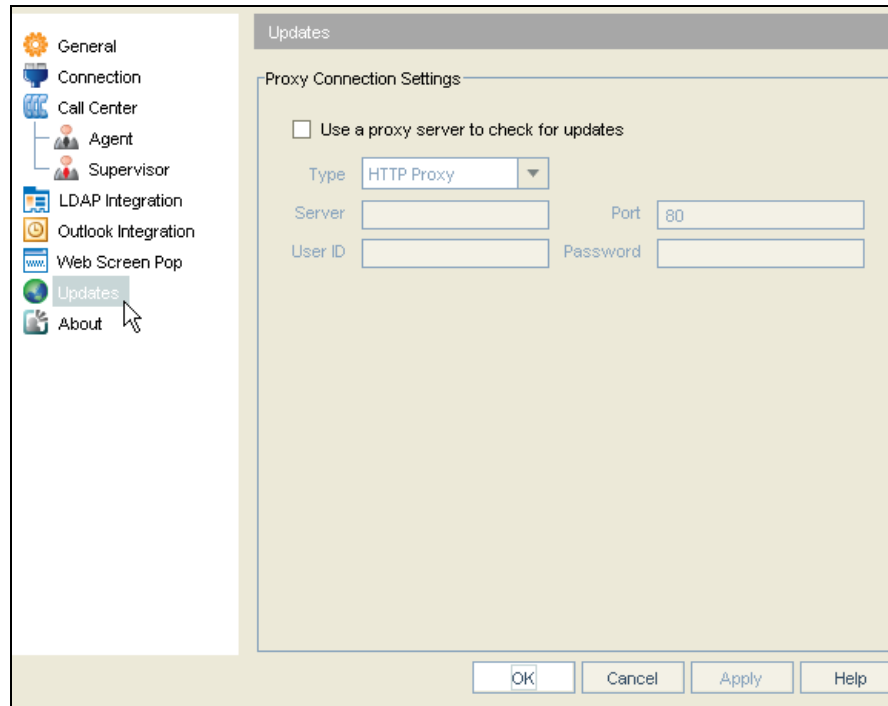 General
Connection
Call Center
Agent
Supervisor
LDAP Integration
Outlook Integration
www.
Web Screen Pop
Updates
About
Updates
Proxy Connection Settings
Use a proxy server to check for updates
Type HTTP Proxy
Server Port 80
User ID Password
OK Cancel Apply Help